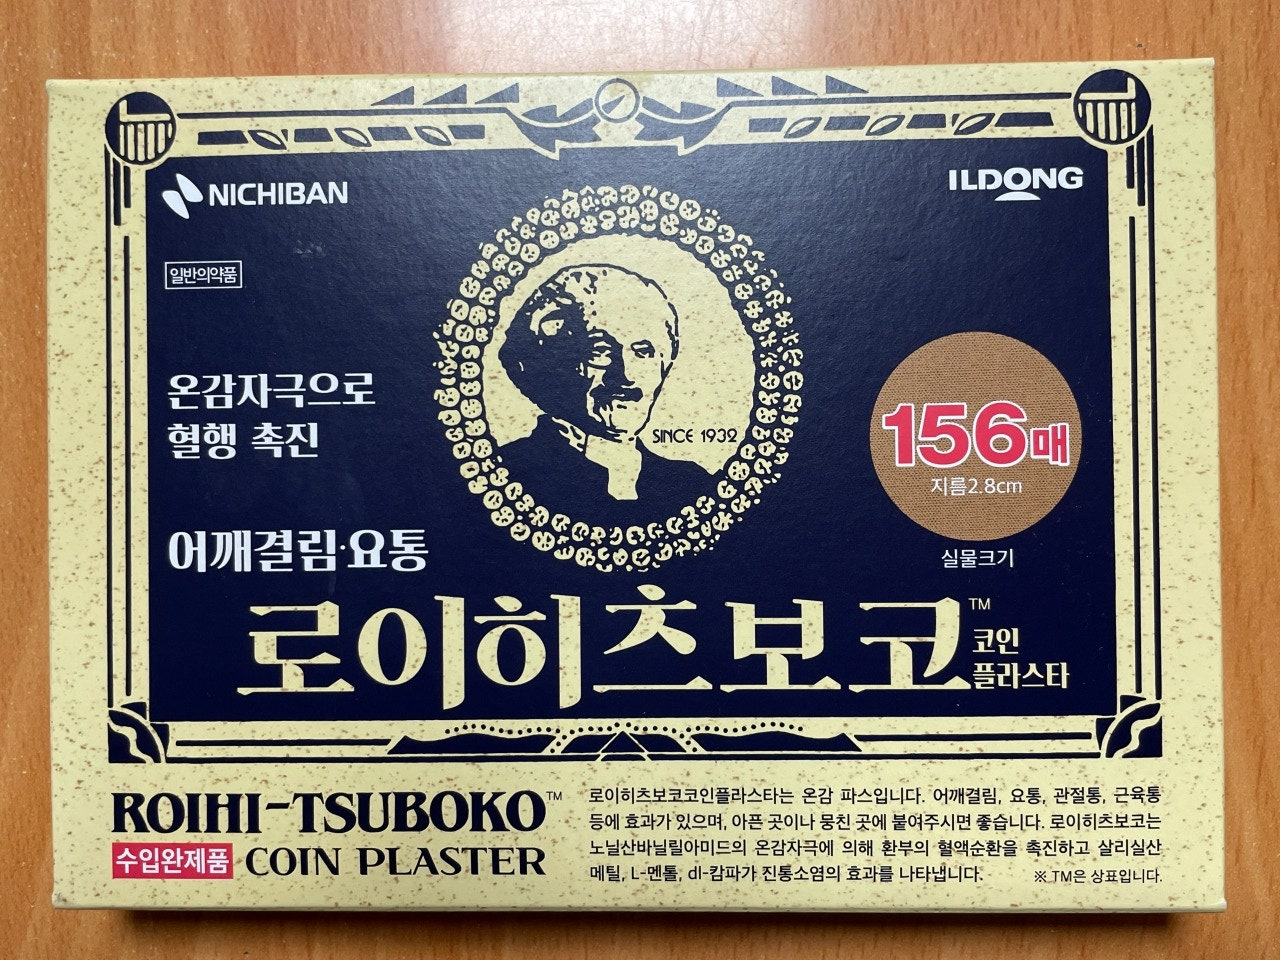 NICHIBAN
ILDONG
일반의약품
온감자극으로
혈행 촉진
SINCE 1932
156매
지름2.8cm
실물크기
어깨결림·요통
로이히츠보코™
코인
플라스타
ROIHI-TSUBOKO™
수입완제품 COIN PLASTER
로이히츠보코코인플라스타는 온감 파스입니다. 어깨결림, 요통, 관절통, 근육통
등에 효과가 있으며, 아픈 곳이나 뭉친 곳에 붙여주시면 좋습니다. 로이히츠보코는
노닐산바닐릴아미드의 온감자극에 의해 환부의 혈액순환을 촉진하고 살리실산
메틸, L-멘톨, dl-캄파가 진통소염의 효과를 나타냅니다. ※ TM은 상표입니다.